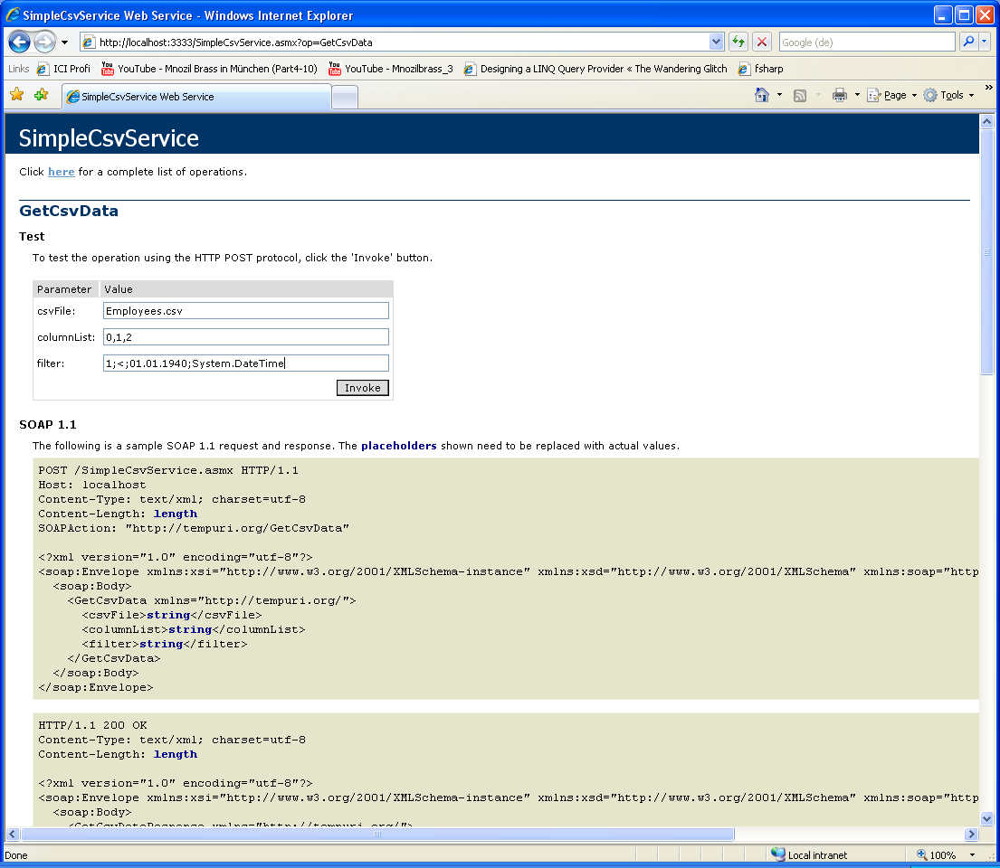 SimpleCsvService Web Service - Windows Internet Explorer
http://localhost:3333/SimpleCsvService.asmx?op=GetCsvData
Google (de)
Links ICI Profi YouTube - Mnozil Brass in München (Part4-10) YouTube - Mnozilbrass_3 Designing a LINQ Query Provider « The Wandering Glitch fsharp
SimpleCsvService Web Service
Page Tools »
SimpleCsvService
Click here for a complete list of operations.
GetCsvData
Test
To test the operation using the HTTP POST protocol, click the 'Invoke' button.
Parameter Value
csvFile: Employees.csv
columnList: 0,1,2
filter: 1;<;01.01.1940;System.DateTime
Invoke
SOAP 1.1
The following is a sample SOAP 1.1 request and response. The placeholders shown need to be replaced with actual values.
POST /SimpleCsvService.asmx HTTP/1.1
Host: localhost
Content-Type: text/xml; charset=utf-8
Content-Length: length
SOAPAction: "http://tempuri.org/GetCsvData"
<?xml version="1.0" encoding="utf-8"?>
<soap:Envelope xmlns:xsi="http://www.w3.org/2001/XMLSchema-instance" xmlns:xsd="http://www.w3.org/2001/XMLSchema" xmlns:soap="http
<soap:Body>
<GetCsvData xmlns="http://tempuri.org/">
<csvFile>string</csvFile>
<columnList>string</columnList>
<filter>string</filter>
</GetCsvData>
</soap:Body>
</soap:Envelope>
HTTP/1.1 200 OK
Content-Type: text/xml; charset=utf-8
Content-Length: length
<?xml version="1.0" encoding="utf-8"?>
<soap:Envelope xmlns:xsi="http://www.w3.org/2001/XMLSchema-instance" xmlns:xsd="http://www.w3.org/2001/XMLSchema" xmlns:soap="http
<soap:Body>
<GetCsvDataResponse xmlns="http://tempuri.org/">
Done Local intranet 100%